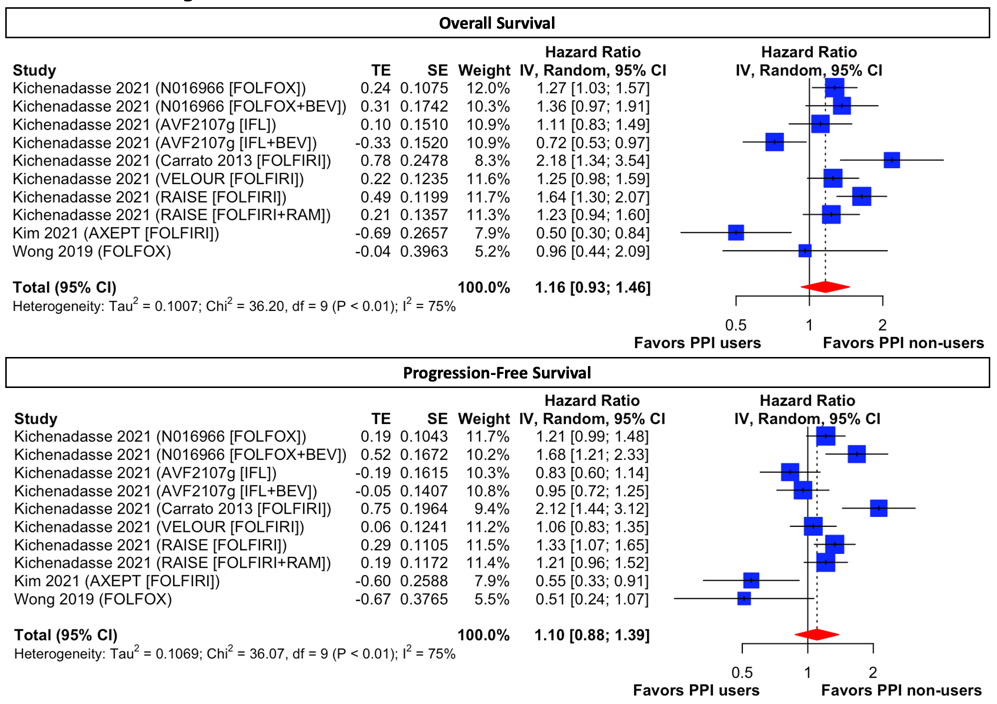 Overall Survival
Hazard Ratio Hazard Ratio
Study TE SE Weight IV, Random, 95% CI IV, Random, 95% CI
Kichenadasse 2021 (N016966 [FOLFOX]) 0.24 0.1075 12.0% 1.27 [1.03; 1.57]
Kichenadasse 2021 (N016966 [FOLFOX+BEV]) 0.31 0.1742 10.3% 1.36 [0.97; 1.91]
Kichenadasse 2021 (AVF2107g [IFL]) 0.10 0.1510 10.9% 1.11 [0.83; 1.49]
Kichenadasse 2021 (AVF2107g [IFL+BEV]) -0.33 0.1520 10.9% 0.72 [0.53; 0.97]
Kichenadasse 2021 (Carrato 2013 [FOLFIRI]) 0.78 0.2478 8.3% 2.18 [1.34; 3.54]
Kichenadasse 2021 (VELOUR [FOLFIRI]) 0.22 0.1235 11.6% 1.25 [0.98; 1.59]
Kichenadasse 2021 (RAISE [FOLFIRI]) 0.49 0.1199 11.7% 1.64 [1.30; 2.07]
Kichenadasse 2021 (RAISE [FOLFIRI+RAM]) 0.21 0.1357 11.3% 1.23 [0.94; 1.60]
Kim 2021 (AXEPT [FOLFIRI]) -0.69 0.2657 7.9% 0.50 [0.30; 0.84]
Wong 2019 (FOLFOX) -0.04 0.3963 5.2% 0.96 [0.44; 2.09]
Total (95% CI) 100.0% 1.16 [0.93; 1.46]
Heterogeneity: Tau² = 0.1007; Chi² = 36.20, df = 9 (P < 0.01); I² = 75%
0.5 1 2
Favors PPI users Favors PPI non-users
Progression-Free Survival
Hazard Ratio Hazard Ratio
Study TE SE Weight IV, Random, 95% CI IV, Random, 95% CI
Kichenadasse 2021 (N016966 [FOLFOX]) 0.19 0.1043 11.7% 1.21 [0.99; 1.48]
Kichenadasse 2021 (N016966 [FOLFOX+BEV]) 0.52 0.1672 10.2% 1.68 [1.21; 2.33]
Kichenadasse 2021 (AVF2107g [IFL]) -0.19 0.1615 10.3% 0.83 [0.60; 1.14]
Kichenadasse 2021 (AVF2107g [IFL+BEV]) -0.05 0.1407 10.8% 0.95 [0.72; 1.25]
Kichenadasse 2021 (Carrato 2013 [FOLFIRI]) 0.75 0.1964 9.4% 2.12 [1.44; 3.12]
Kichenadasse 2021 (VELOUR [FOLFIRI]) 0.06 0.1241 11.2% 1.06 [0.83; 1.35]
Kichenadasse 2021 (RAISE [FOLFIRI]) 0.29 0.1105 11.5% 1.33 [1.07; 1.65]
Kichenadasse 2021 (RAISE [FOLFIRI+RAM]) 0.19 0.1172 11.4% 1.21 [0.96; 1.52]
Kim 2021 (AXEPT [FOLFIRI]) -0.60 0.2588 7.9% 0.55 [0.33; 0.91]
Wong 2019 (FOLFOX) -0.67 0.3765 5.5% 0.51 [0.24; 1.07]
Total (95% CI) 100.0% 1.10 [0.88; 1.39]
Heterogeneity: Tau² = 0.1069; Chi² = 36.07, df = 9 (P < 0.01); I² = 75%
0.5 1 2
Favors PPI users Favors PPI non-users